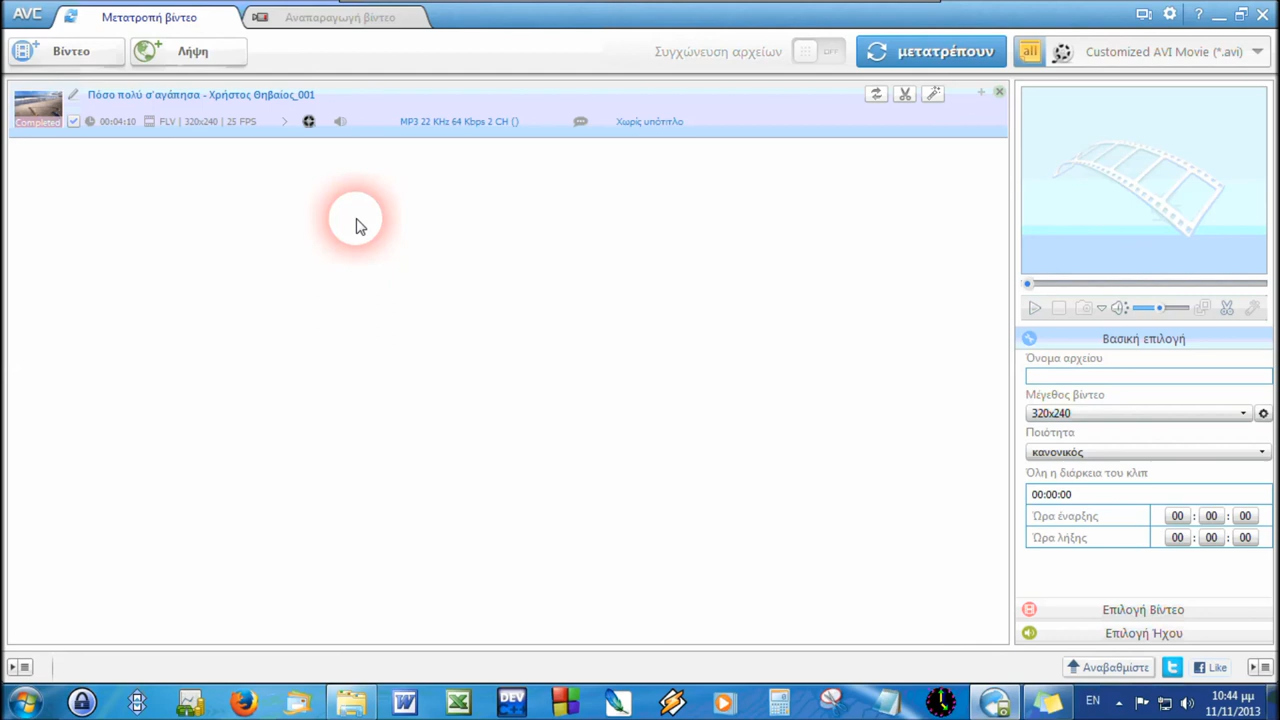 AVC Μετατροπή βίντεο Αναπαραγωγή βίντεο ?
Βίντεο Λήψη Συγχώνευση αρχείων OFF μετατρέπουν all Customized AVI Movie (*.avi)
Πόσο πολύ σ'αγάπησα - Χρήστος Θηβαίος_001
Completed 00:04:10 FLV | 320x240 | 25 FPS MP3 22 KHz 64 Kbps 2 CH () Χωρίς υπότιτλο
Βασική επιλογή
Όνομα αρχείου
Μέγεθος βίντεο
320x240
Ποιότητα
κανονικός
Όλη η διάρκεια του κλιπ
00:00:00
Ώρα έναρξης 00 : 00 : 00
Ώρα λήξης 00 : 00 : 00
Επιλογή Βίντεο
Επιλογή Ήχου
Αναβαθμίστε Like
DEV C++ EN 10:44 μμ
11/11/2013